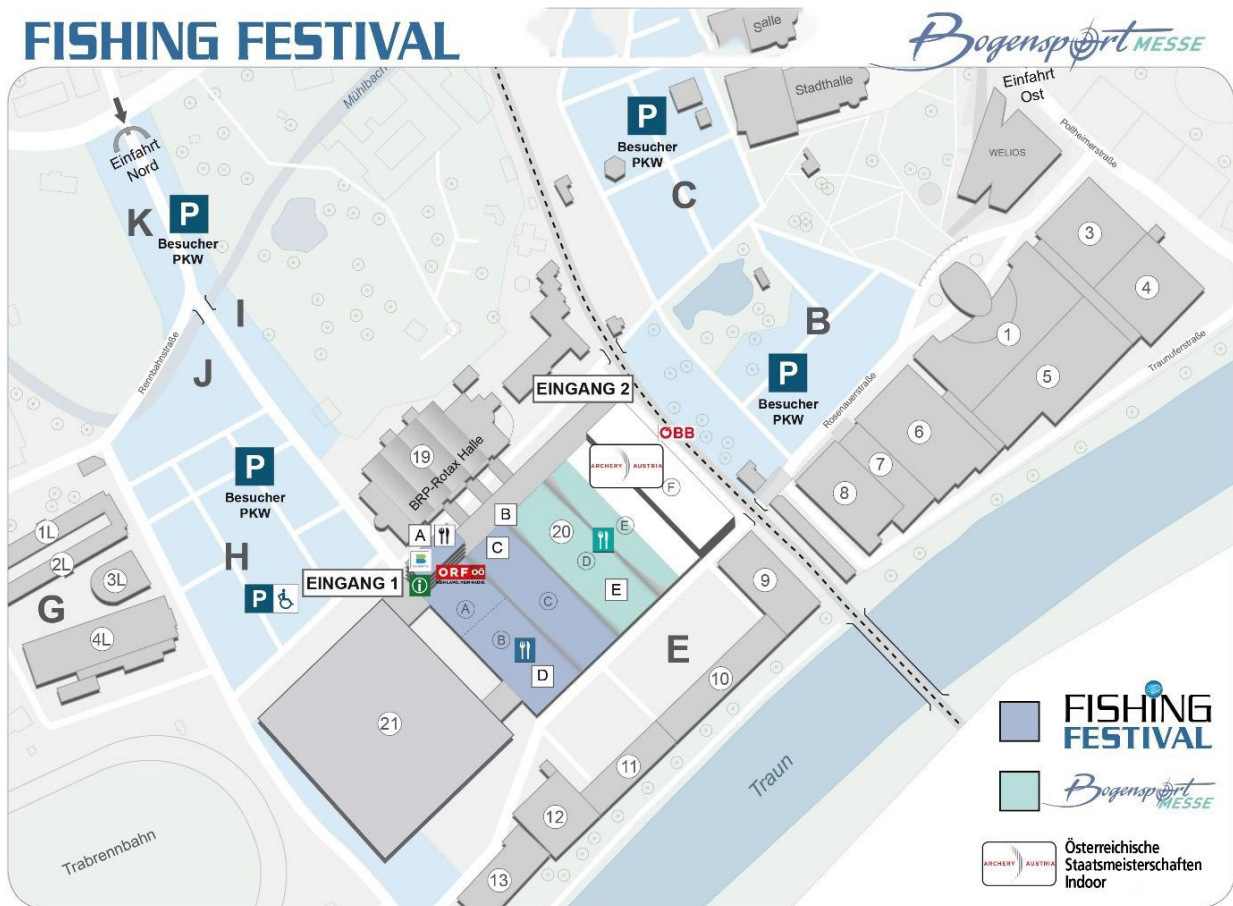 FISHING FESTIVAL
Bogensport MESSE
Salle
Stadthalle
Einfahrt
Ost
Pollheimerstraße
WELIOS
Mühlbach
Einfahrt
Nord
P
Besucher
PKW
C
K
P
Besucher
PKW
3
4
I
B
1
J
Rennbahnstraße
P
Besucher
PKW
5
Traunuferstraße
EINGANG 2
Rosenauerstraße
6
ÖBB
ARCHERY AUSTRIA
F
7
8
19
BRP-Rotax Halle
P
Besucher
PKW
B
20
E
A
C
D
1L
2L
3L
4L
G
H
EINGANG 1
i
ORF OÖ
E
9
P
A
C
B
D
E
10
21
11
12
13
Traun
Trabrennbahn
FISHING
FESTIVAL
Bogensport
MESSE
ARCHERY AUSTRIA
Österreichische
Staatsmeisterschaften
Indoor